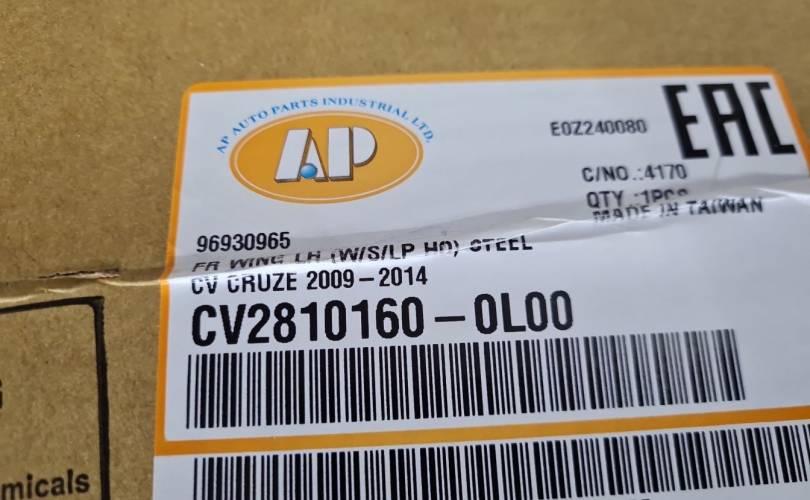 AP AUTO PARTS INDUSTRIAL LTD.
AP
EAC
E0Z240080
C/NO.:4170
QTY :1PCS
MADE IN TAIWAN
96930965
FR WING LH (W/S/LP HO) STEEL
CV CRUZE 2009-2014
CV2810160-0L00
micals